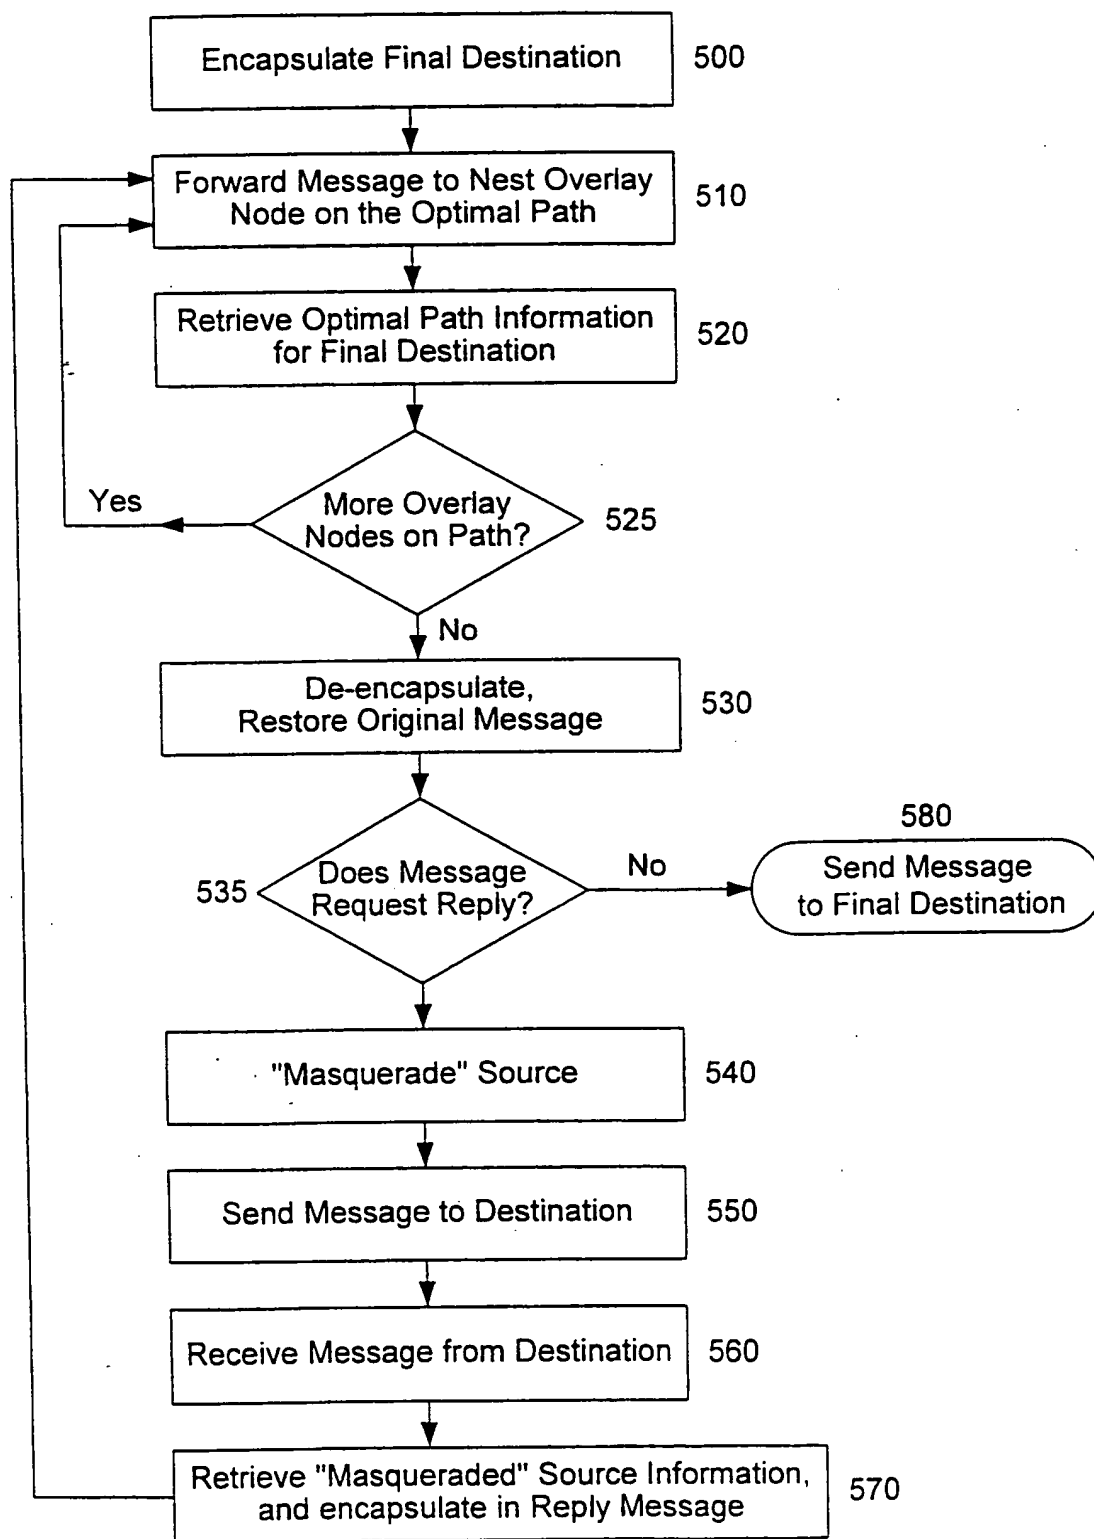 Encapsulate Final Destination
500
Forward Message to Nest Overlay
Node on the Optimal Path
510
Retrieve Optimal Path Information
for Final Destination
520
More Overlay
Nodes on Path?
525
Yes
No
De-encapsulate,
Restore Original Message
530
Does Message
Request Reply?
535
No
580
Send Message
to Final Destination
"Masquerade" Source
540
Send Message to Destination
550
Receive Message from Destination
560
Retrieve "Masqueraded" Source Information,
and encapsulate in Reply Message
570